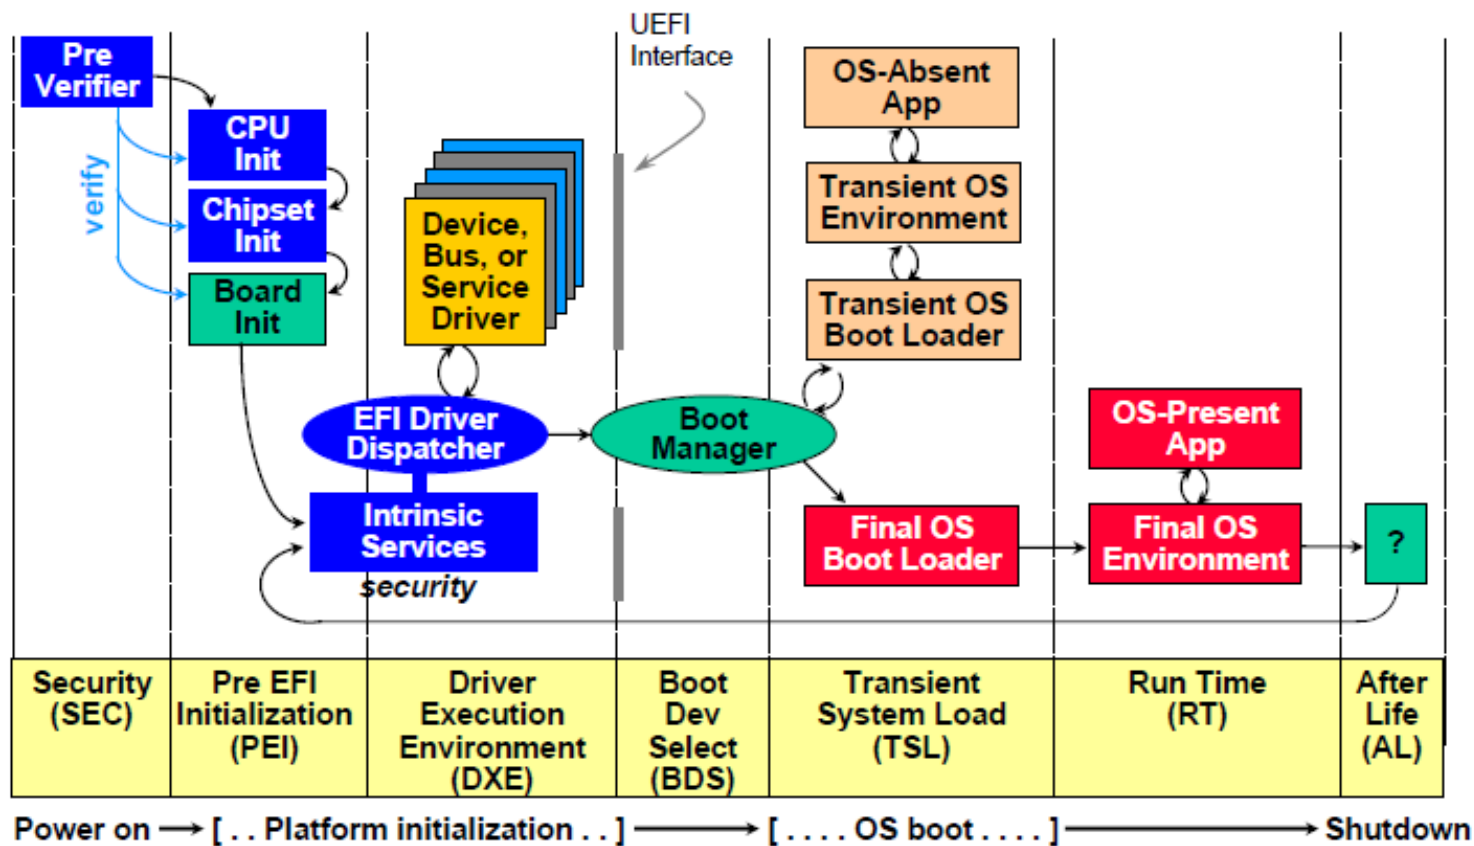 Pre
Verifier
verify
CPU
Init
Chipset
Init
Board
Init
Device,
Bus, or
Service
Driver
EFI Driver
Dispatcher
Intrinsic
Services
security
UEFI
Interface
Boot
Manager
OS-Absent
App
Transient OS
Environment
Transient OS
Boot Loader
Final OS
Boot Loader
OS-Present
App
Final OS
Environment
?
Security
(SEC)
Pre EFI
Initialization
(PEI)
Driver
Execution
Environment
(DXE)
Boot
Dev
Select
(BDS)
Transient
System Load
(TSL)
Run Time
(RT)
After
Life
(AL)
Power on → [ . . Platform initialization . . ] → [ . . . . OS boot . . . . ] → Shutdown